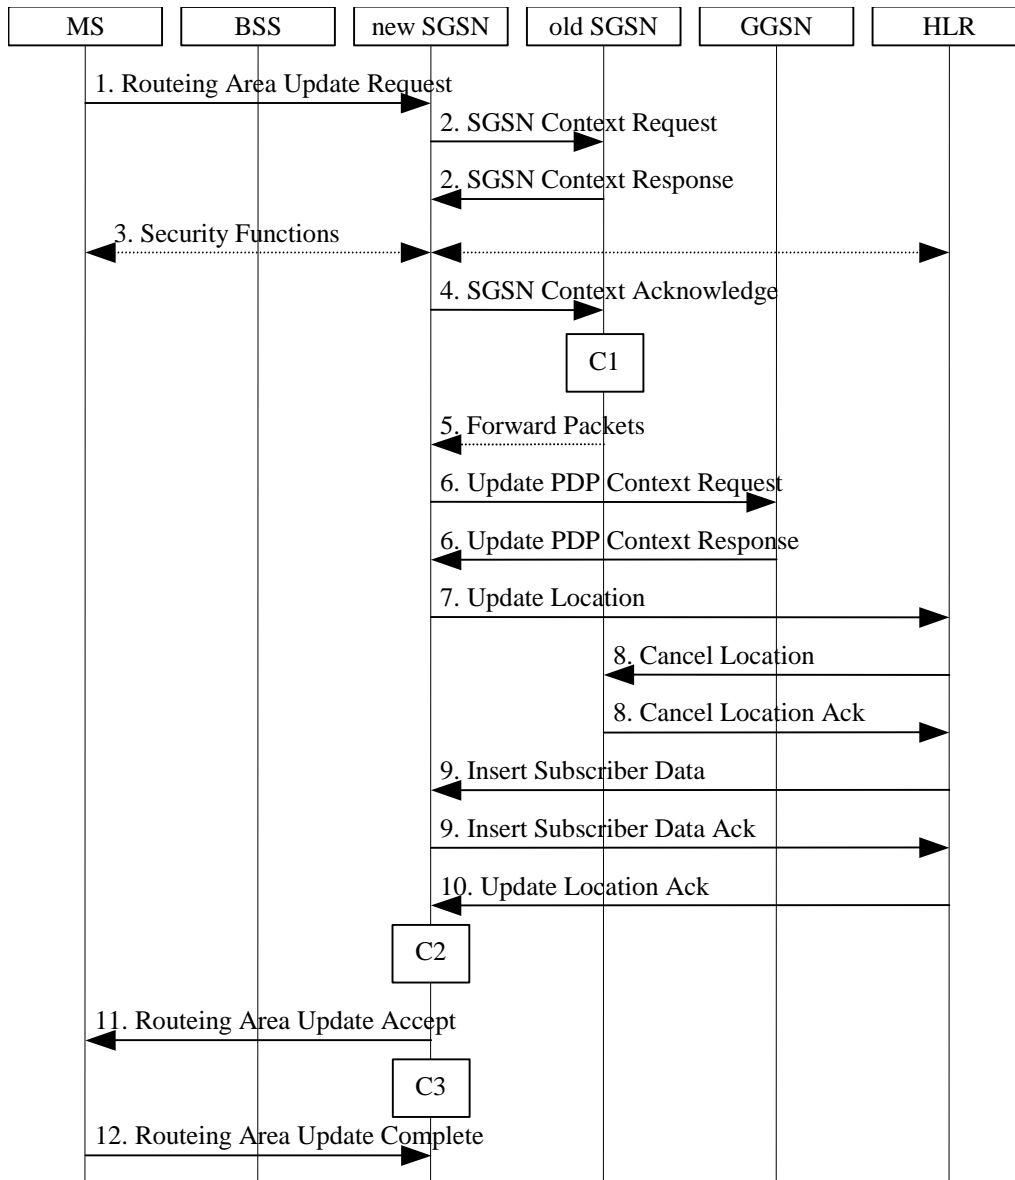 MS BSS new SGSN old SGSN GGSN HLR
1. Routeing Area Update Request
2. SGSN Context Request
2. SGSN Context Response
3. Security Functions
4. SGSN Context Acknowledge
C1
5. Forward Packets
6. Update PDP Context Request
6. Update PDP Context Response
7. Update Location
8. Cancel Location
8. Cancel Location Ack
9. Insert Subscriber Data
9. Insert Subscriber Data Ack
10. Update Location Ack
C2
11. Routeing Area Update Accept
C3
12. Routeing Area Update Complete